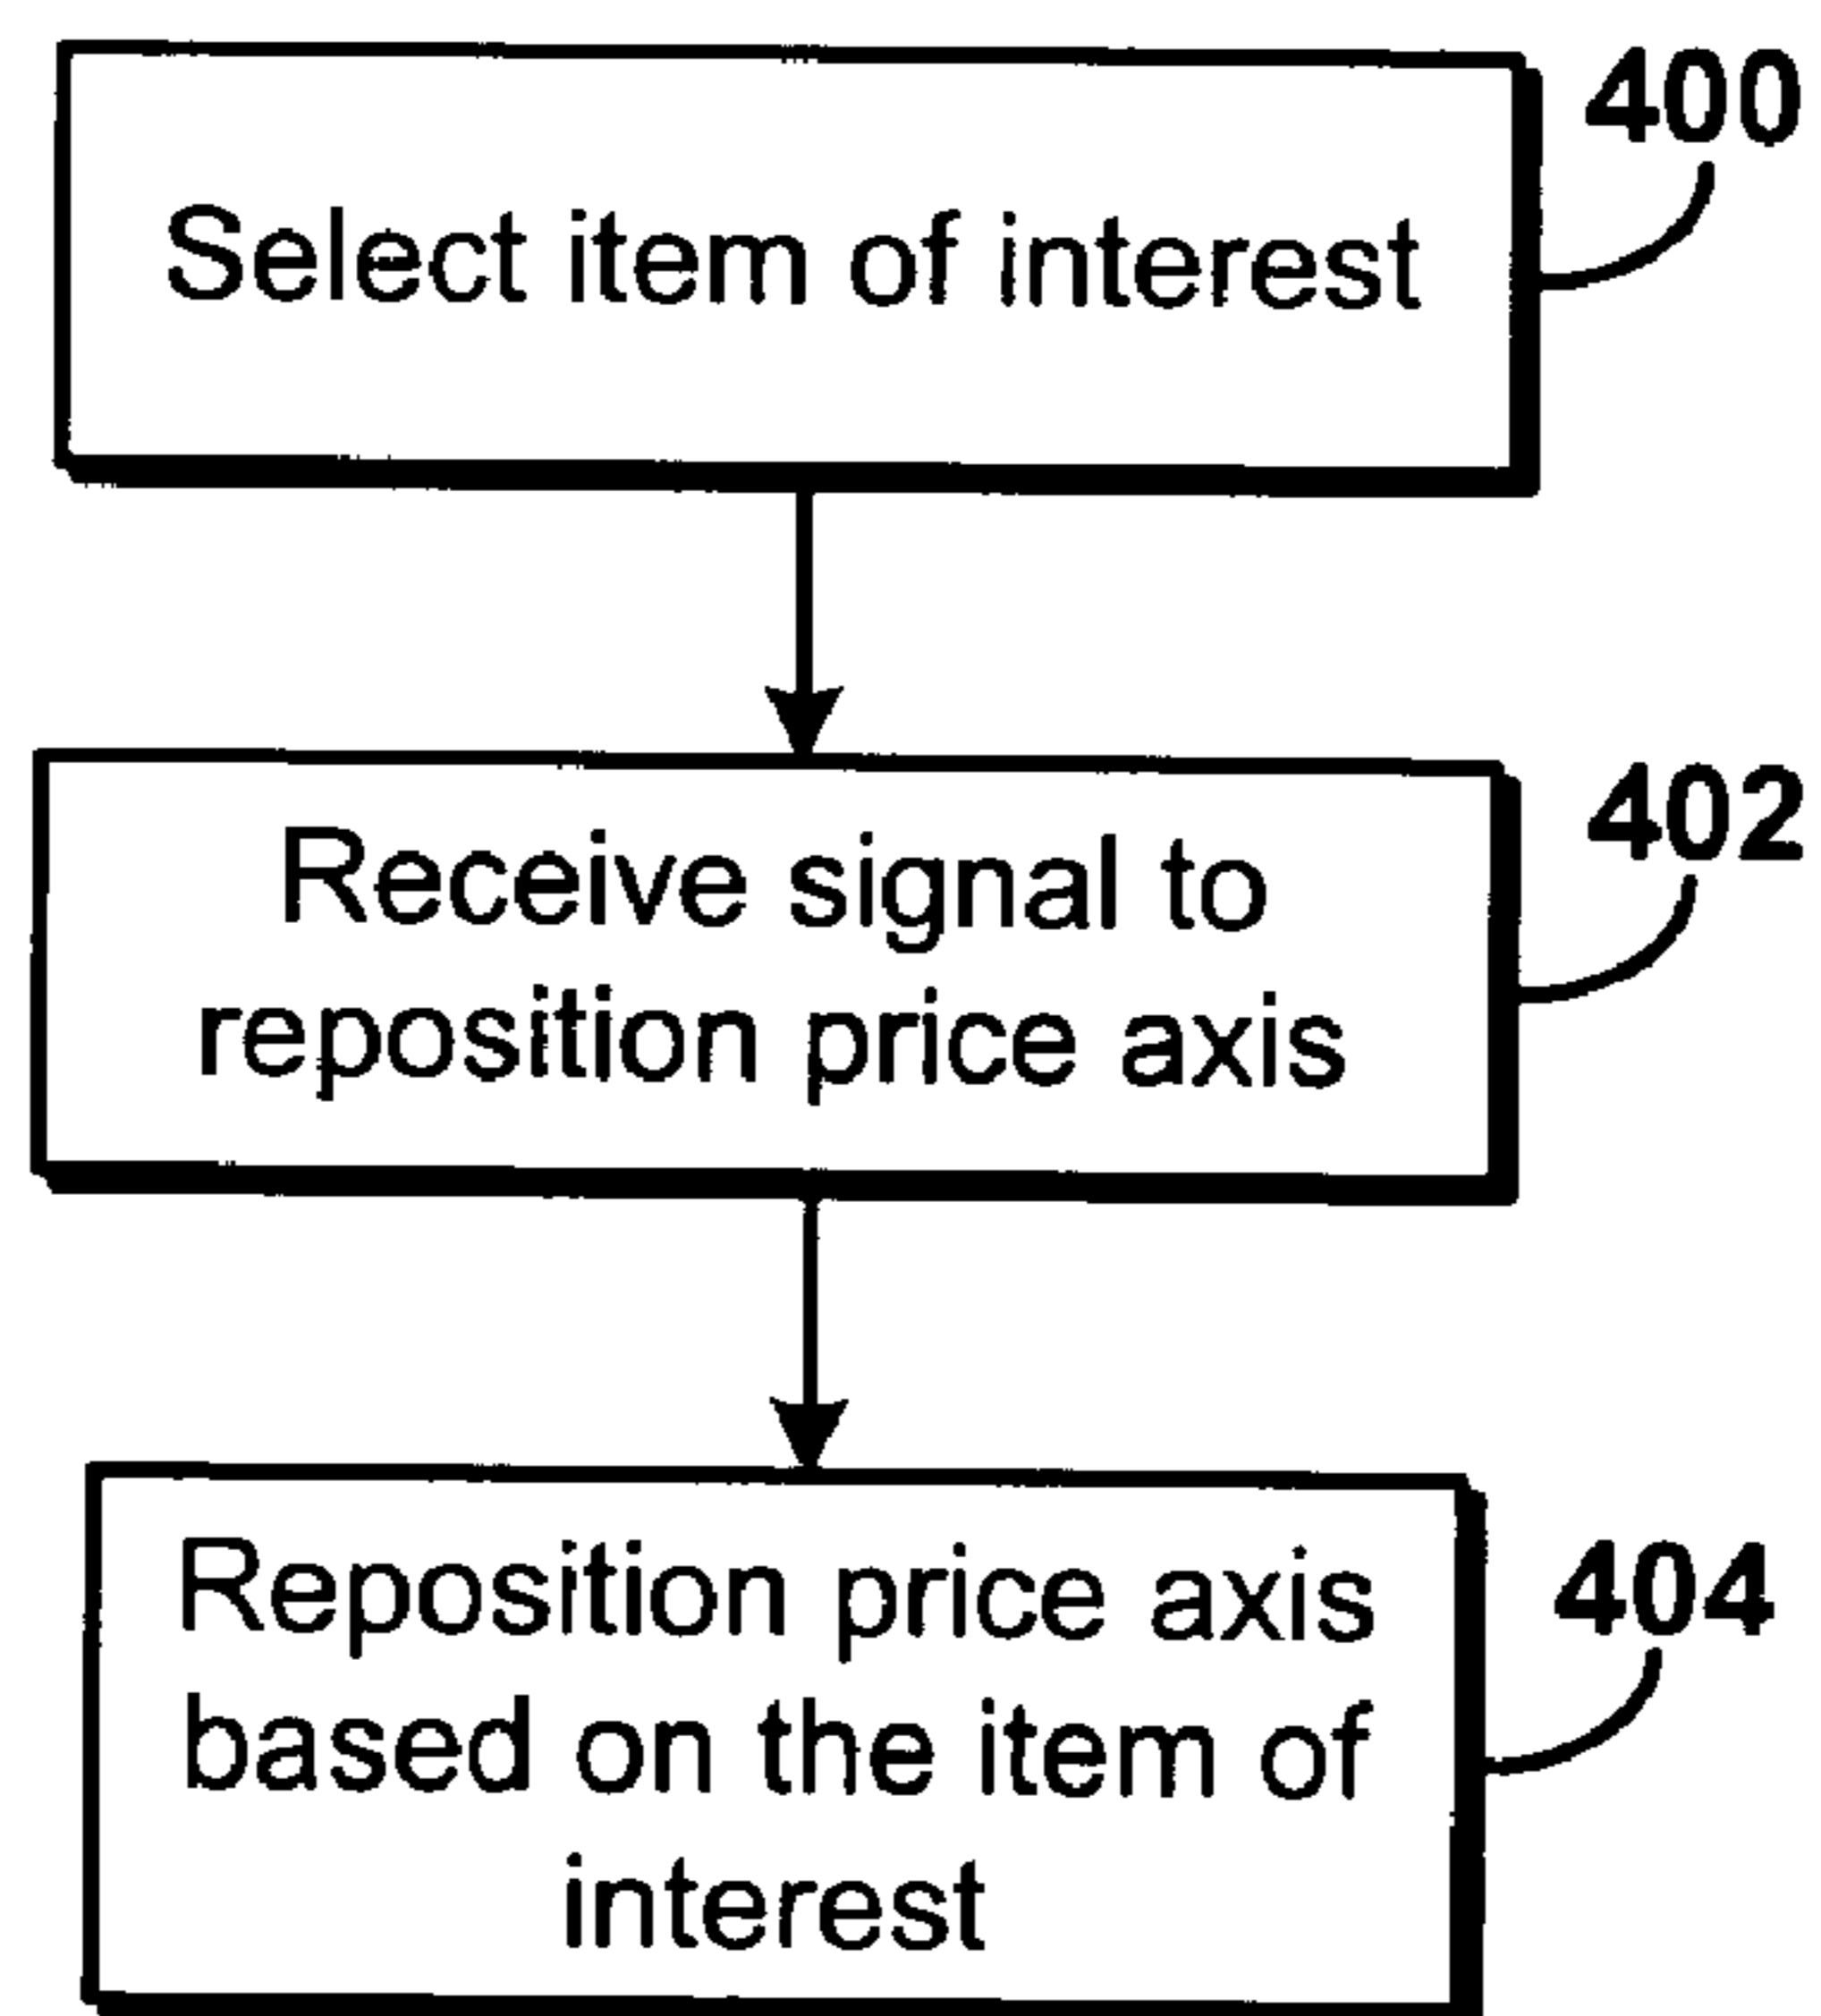 400
Select item of interest
402
Receive signal to
reposition price axis
404
Reposition price axis
based on the item of
interest